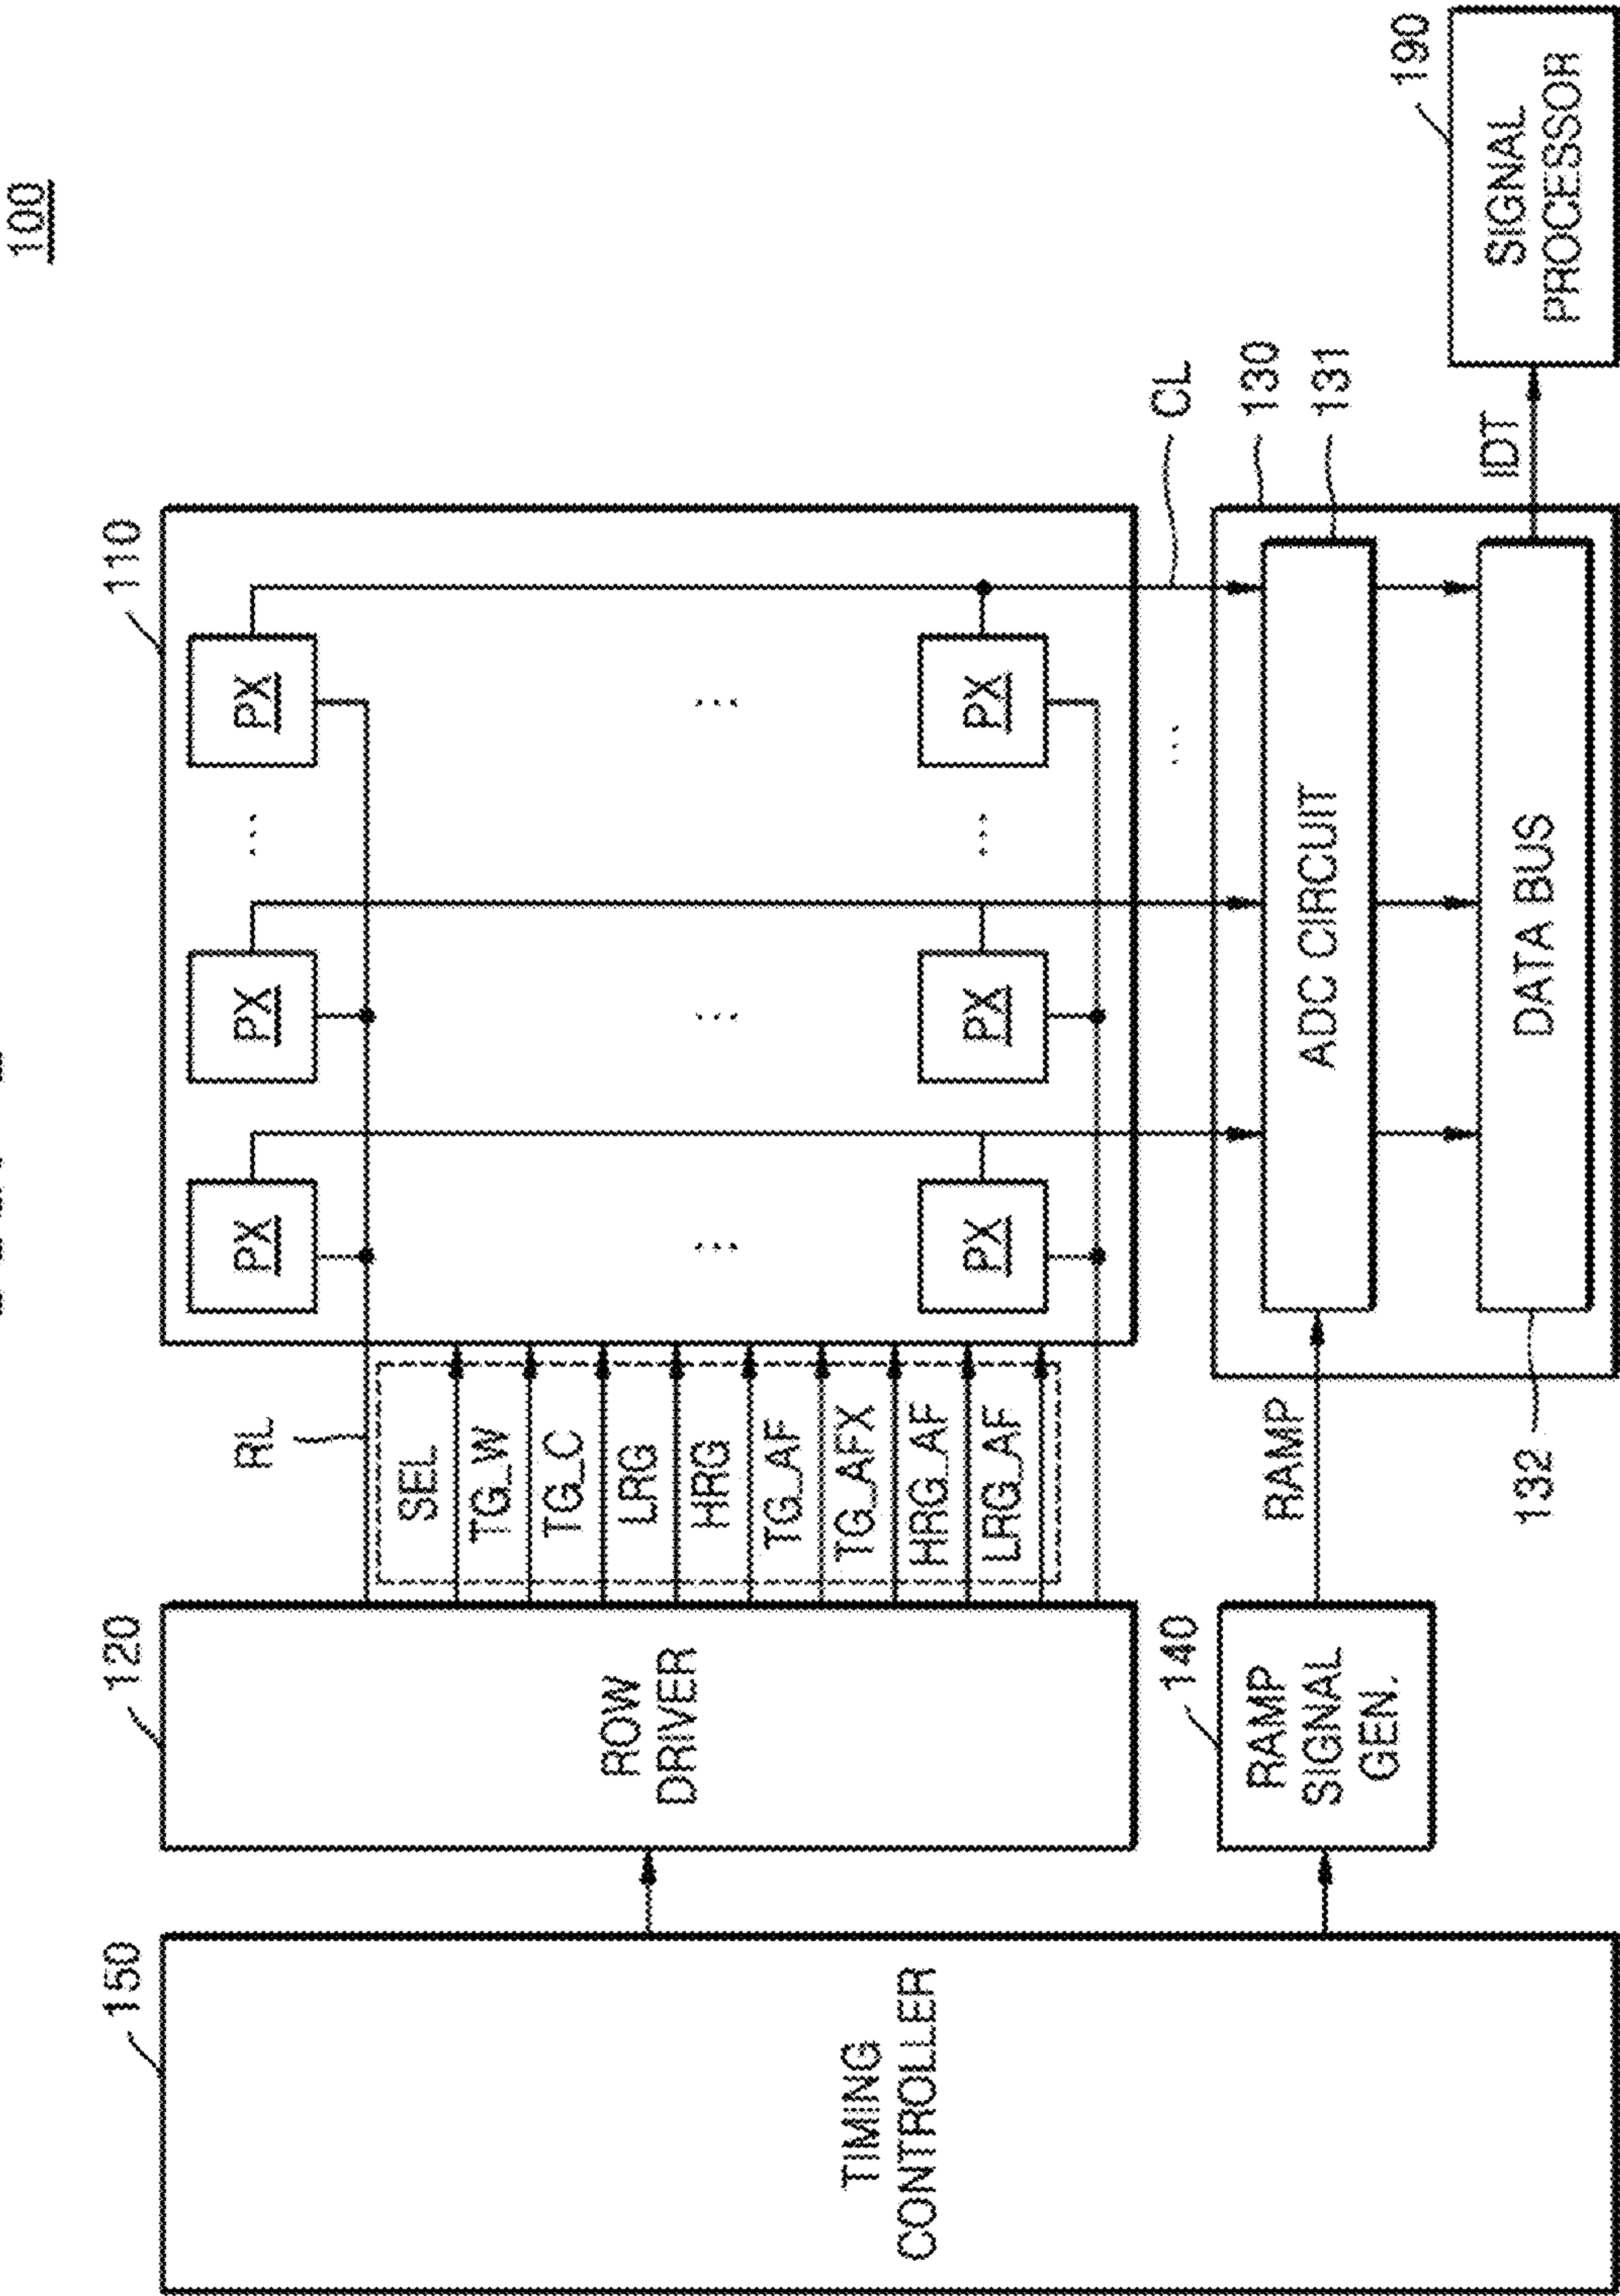 100
150
120
110
TIMING
CONTROLLER
ROW
DRIVER
RL
SEL
TG_W
TG_C
LRG
HRG
TG_AF
TG_AFX
HRG_AF
LRG_AF
PX
PX
... PX
...
...
...
PX
PX
... PX
...
CL
140
RAMP
SIGNAL
GEN.
RAMP
130
131
ADC CIRCUIT
132
DATA BUS
IDT
190
SIGNAL
PROCESSOR